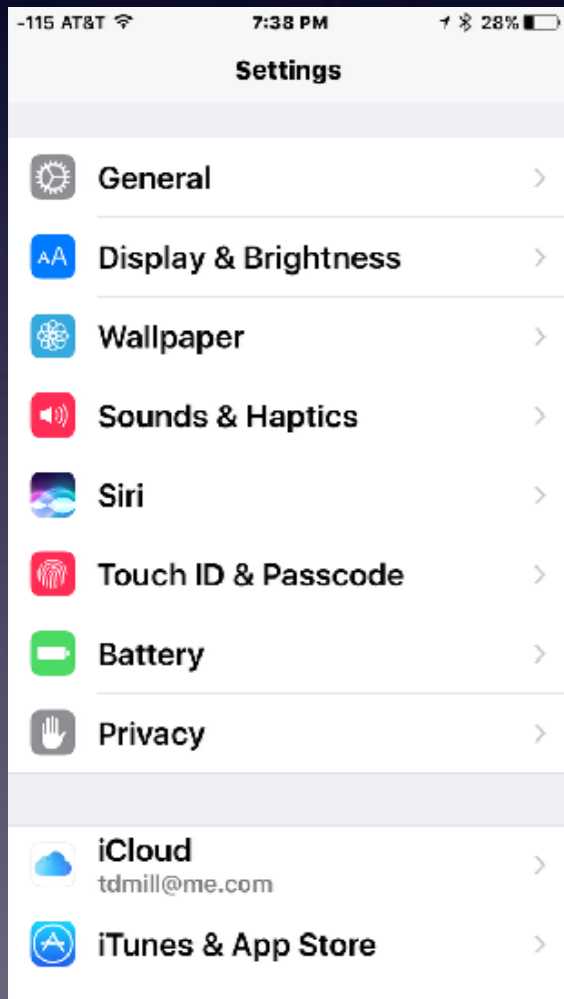 -115 AT&T 7:38 PM 28%
Settings
General
AA Display & Brightness
Wallpaper
Sounds & Haptics
Siri
Touch ID & Passcode
Battery
Privacy
iCloud
tdmill@me.com
iTunes & App Store